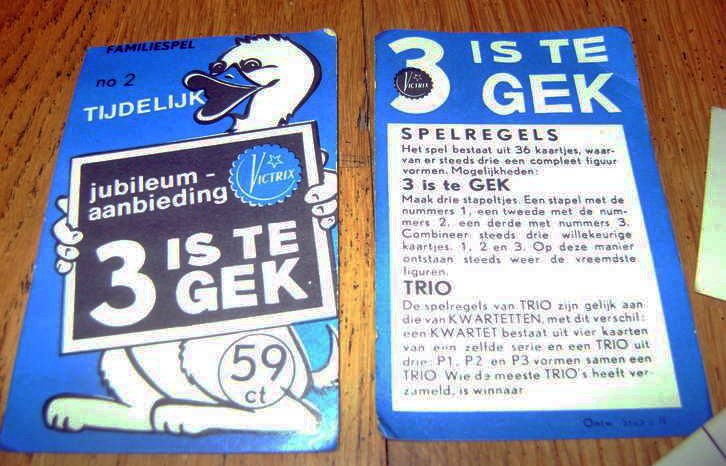 FAMILIESPEL
no 2
TIJDELIJK
jubileum -
aanbieding
VICTRIX
3 IS TE
GEK
59
ct
3 IS TE
GEK
VICTRIX
SPELREGELS
Het spel bestaat uit 36 kaartjes, waar-
van er steeds drie een compleet figuur
vormen. Mogelijkheden:
3 is te GEK
Maak drie stapeltjes. Een stapel met de
nummers 1, een tweede met de num-
mers 2, een derde met nummers 3.
Combineer steeds drie willekeurige
kaartjes. 1, 2 en 3. Op deze manier
ontstaan steeds weer de vreemdste
figuren.
TRIO
De spelregels van TRIO zijn gelijk aan
die van KWARTETTEN, met dit verschil:
een KWARTET bestaat uit vier kaarten
van een zelfde serie en een TRIO uit
drie: P1, P2 en P3 vormen samen een
TRIO. Wie de meeste TRIO's heeft ver-
zameld, is winnaar.